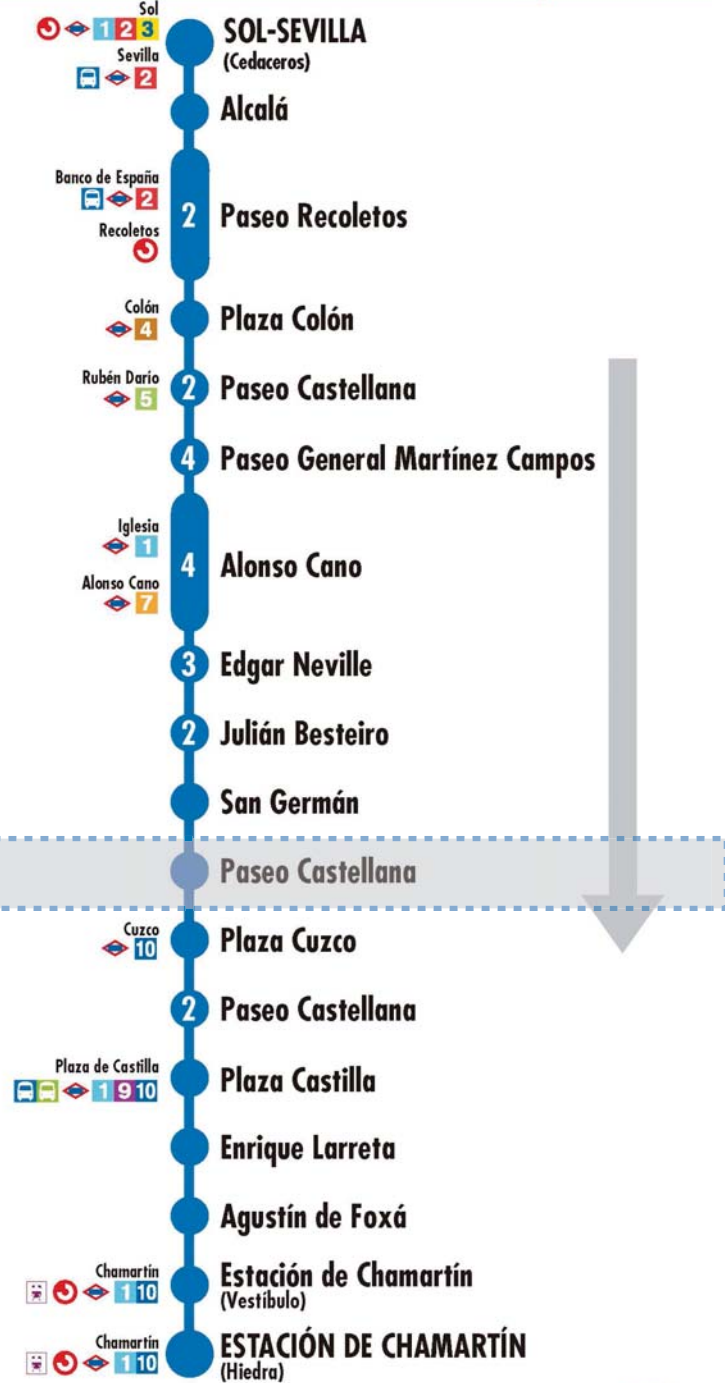 Sol
1 2 3
SOL-SEVILLA
(Cedaceros)
Sevilla
2
Alcalá
Banco de España
2
Recoletos
2
Paseo Recoletos
Colón
4
Plaza Colón
Rubén Darío
5
2
Paseo Castellana
4
Paseo General Martínez Campos
Iglesia
1
Alonso Cano
7
4
Alonso Cano
3
Edgar Neville
2
Julián Besteiro
San Germán
Paseo Castellana
Cuzco
10
Plaza Cuzco
2
Paseo Castellana
Plaza de Castilla
1 9 10
Plaza Castilla
Enrique Larreta
Agustín de Foxá
Chamartín
1 10
Estación de Chamartín
(Vestíbulo)
Chamartín
1 10
ESTACIÓN DE CHAMARTÍN
(Hiedra)